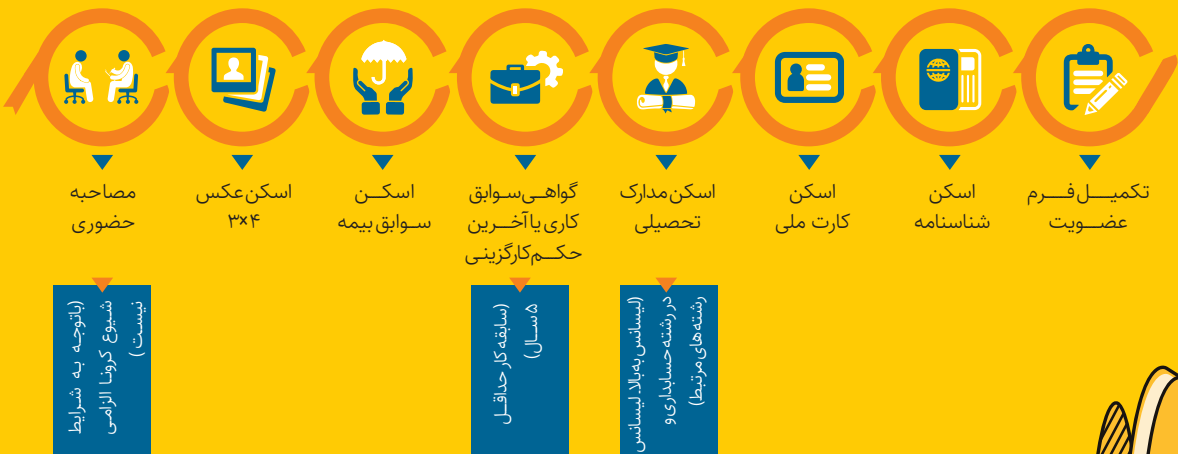 تکمیل فرم
عضویت
اسکن
شناسنامه
اسکن
کارت ملی
اسکن مدارک
تحصیلی
(لیسانس به بالا. لیسانس
در رشته حسابداری و
رشته های مرتبط)
گواهی سوابق
کاری یا آخرین
حکم کارگزینی
(سابقه کار حداقل
۵ سال)
اسکن
سوابق بیمه
اسکن عکس
۳×۴
مصاحبه
حضوری
(باتوجه به شرایط
شیوع کرونا الزامی
نیست)